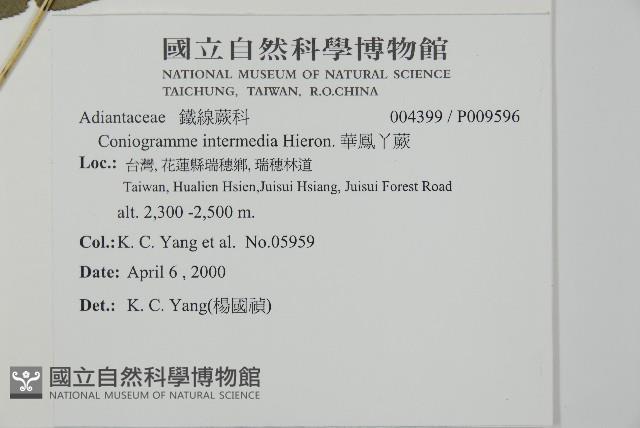 國立自然科學博物館
NATIONAL MUSEUM OF NATURAL SCIENCE
TAICHUNG, TAIWAN, R.O.CHINA
Adiantaceae 鐵線蕨科 004399 / P009596
Coniogramme intermedia Hieron. 華鳳丫蕨
Loc.: 台灣, 花蓮縣瑞穗鄉, 瑞穗林道
Taiwan, Hualien Hsien,Juisui Hsiang, Juisui Forest Road
alt. 2,300 -2,500 m.
Col.: K. C. Yang et al. No.05959
Date: April 6 , 2000
Det.: K. C. Yang(楊國禎)
國立自然科學博物館
NATIONAL MUSEUM OF NATURAL SCIENCE